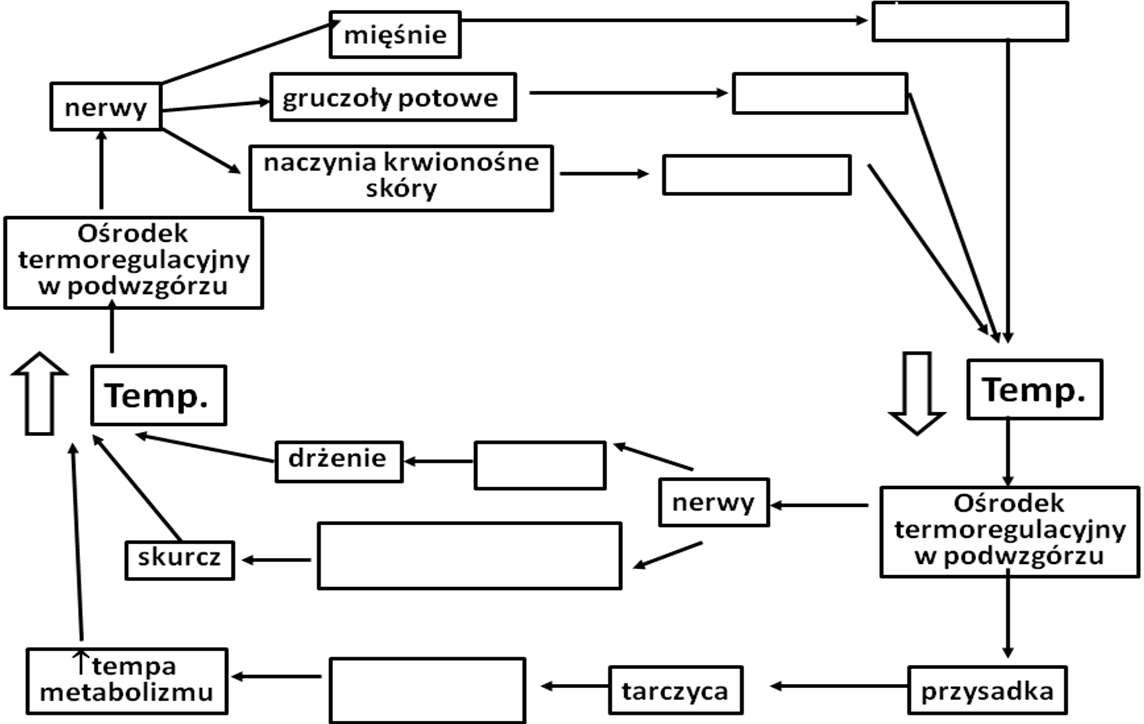 mięśnie
nerwy
gruczoły potowe
naczynia krwionośne
skóry
Ośrodek
termoregulacyjny
w podwzgórzu
Temp.
Temp.
drżenie
nerwy
Ośrodek
termoregulacyjny
w podwzgórzu
skurcz
↑tempa
metabolizmu
tarczyca
przysadka